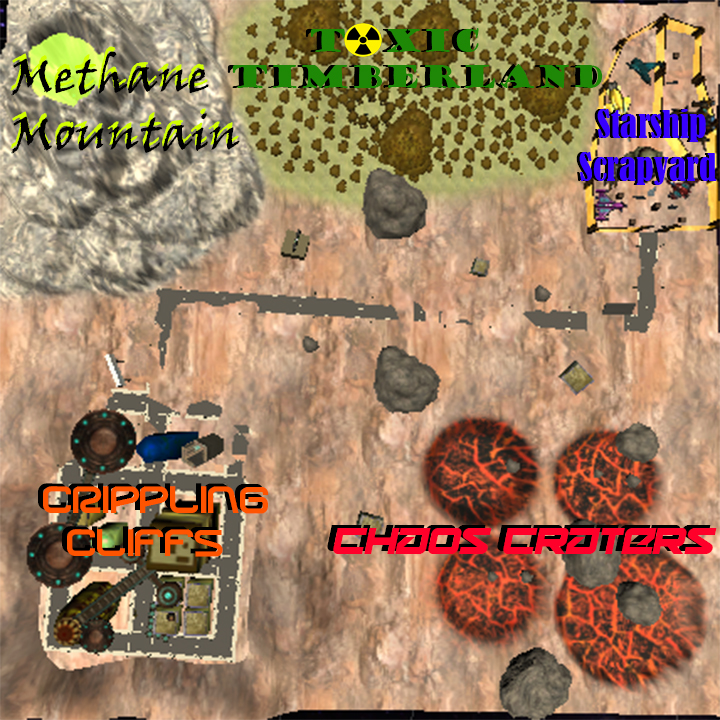 Methane
Mountain
TOXIC
TIMBERLAND
Starship
Scrapyard
CRIPPLING
CLIFFS
CHAOS CRATERS